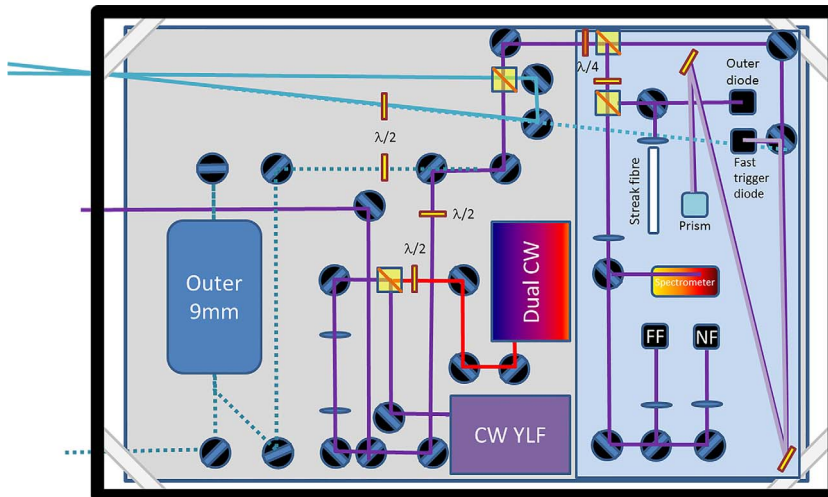 λ/4
Outer
diode
λ/2
Fast
trigger
diode
Streak fibre
Prism
λ/2
λ/2
Outer
9mm
Dual CW
Spectrometer
FF
NF
CW YLF